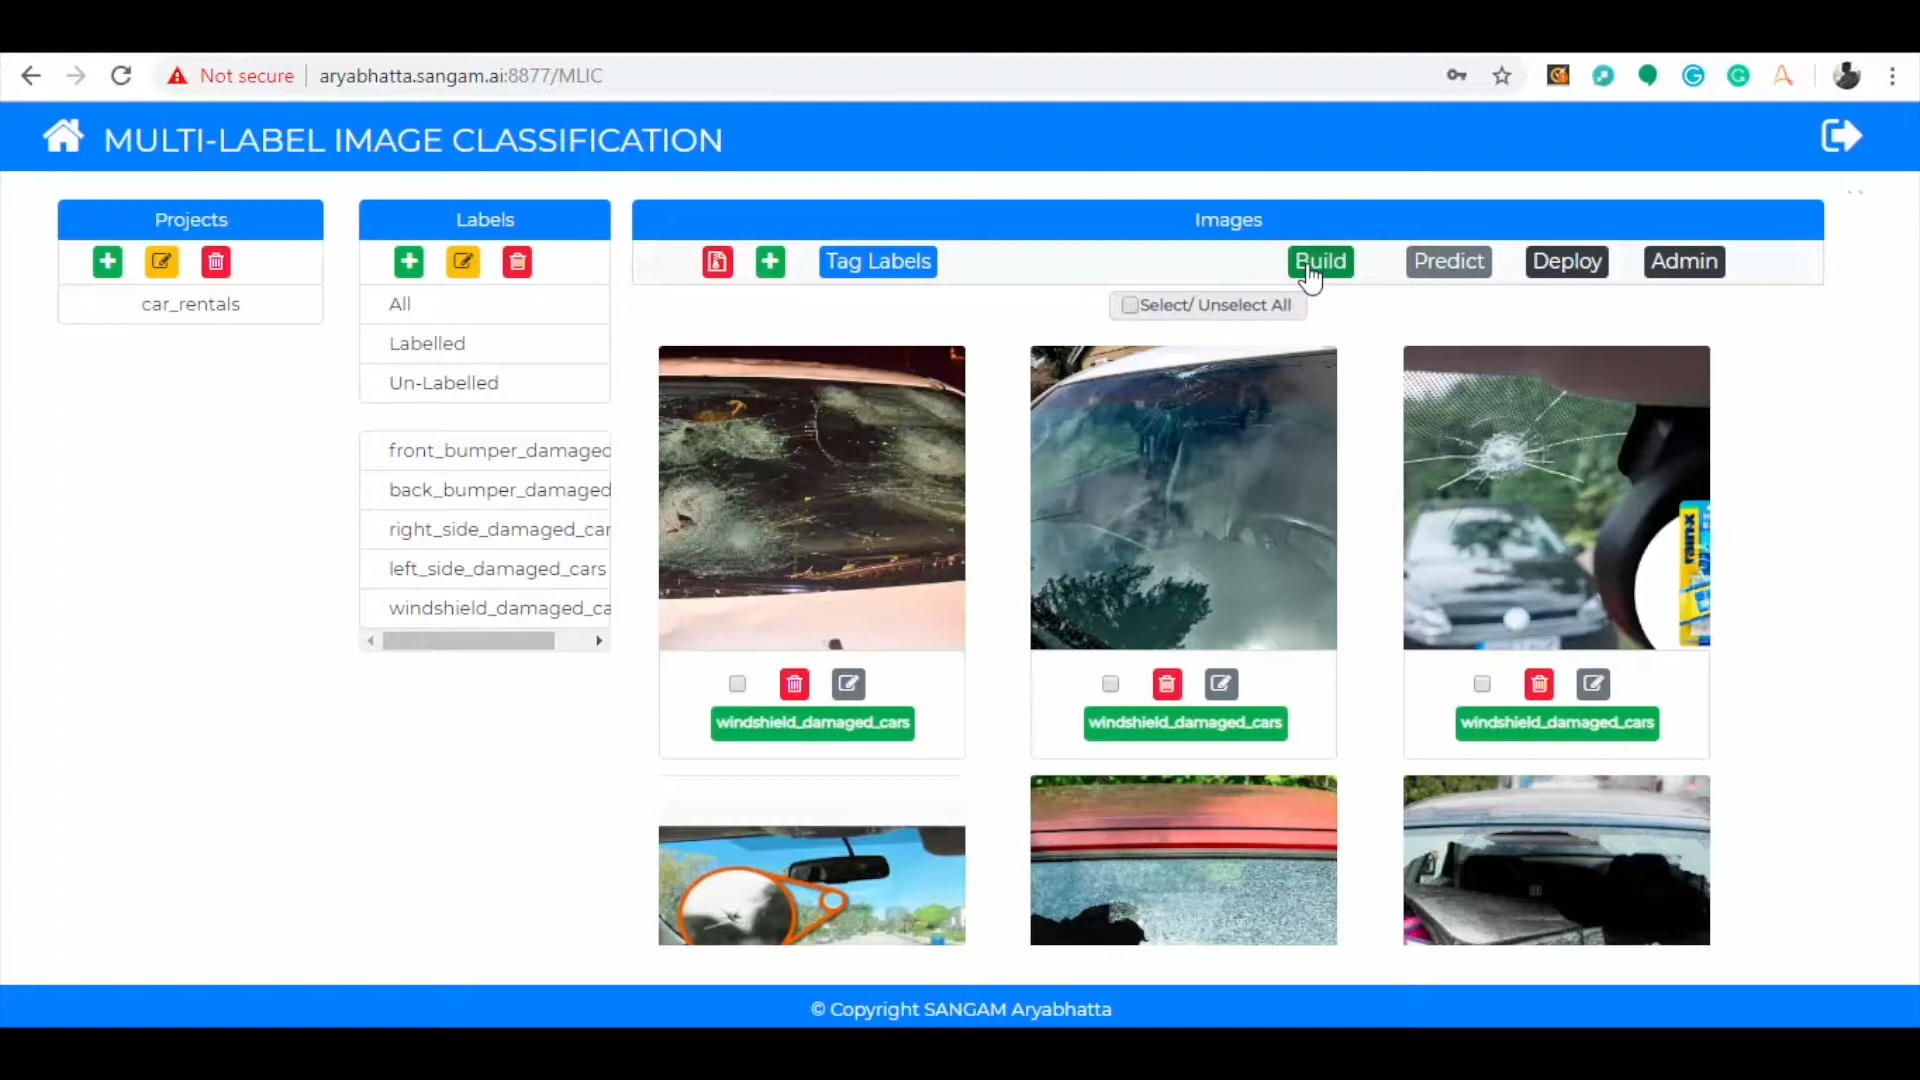 Not secure
aryabhatta.sangam.ai:8877/MLIC
MULTI-LABEL IMAGE CLASSIFICATION
Projects
car_rentals
Labels
All
Labelled
Un-Labelled
front_bumper_damaged
back_bumper_damaged
right_side_damaged_car
left_side_damaged_cars
windshield_damaged_ca
Images
Tag Labels
Build
Predict
Deploy
Admin
Select/ Unselect All
rain-x
windshield_damaged_cars
windshield_damaged_cars
windshield_damaged_cars
© Copyright SANGAM Aryabhatta